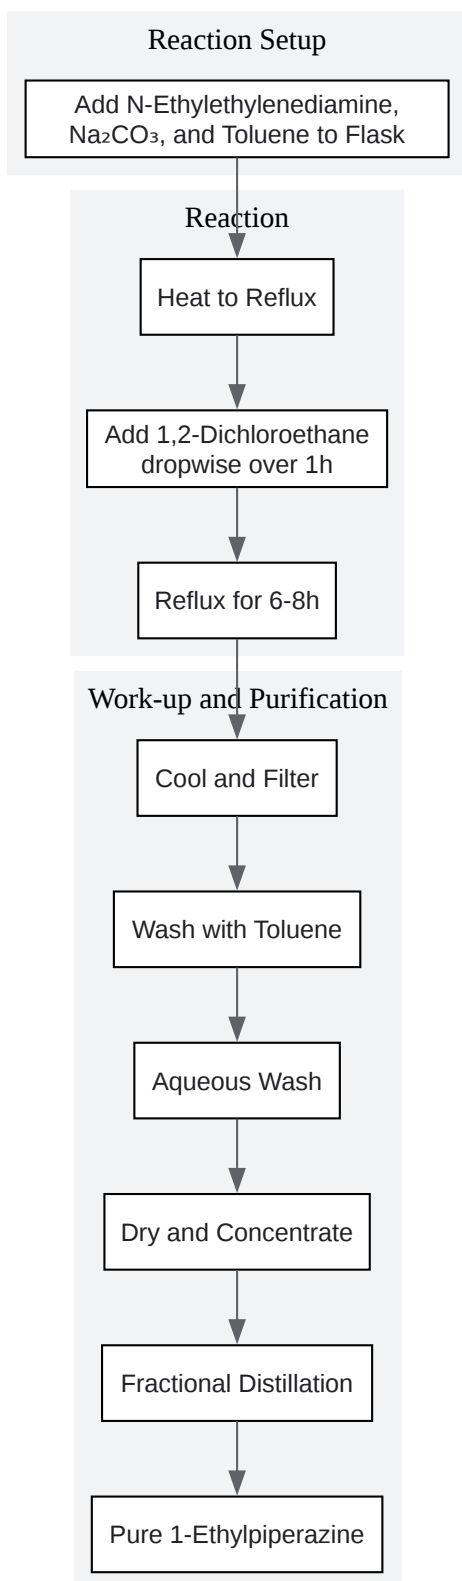 Reaction Setup
Add N-Ethylethylenediamine,
Na₂CO₃, and Toluene to Flask
Reaction
Heat to Reflux
Add 1,2-Dichloroethane
dropwise over 1h
Reflux for 6-8h
Work-up and Purification
Cool and Filter
Wash with Toluene
Aqueous Wash
Dry and Concentrate
Fractional Distillation
Pure 1-Ethylpiperazine